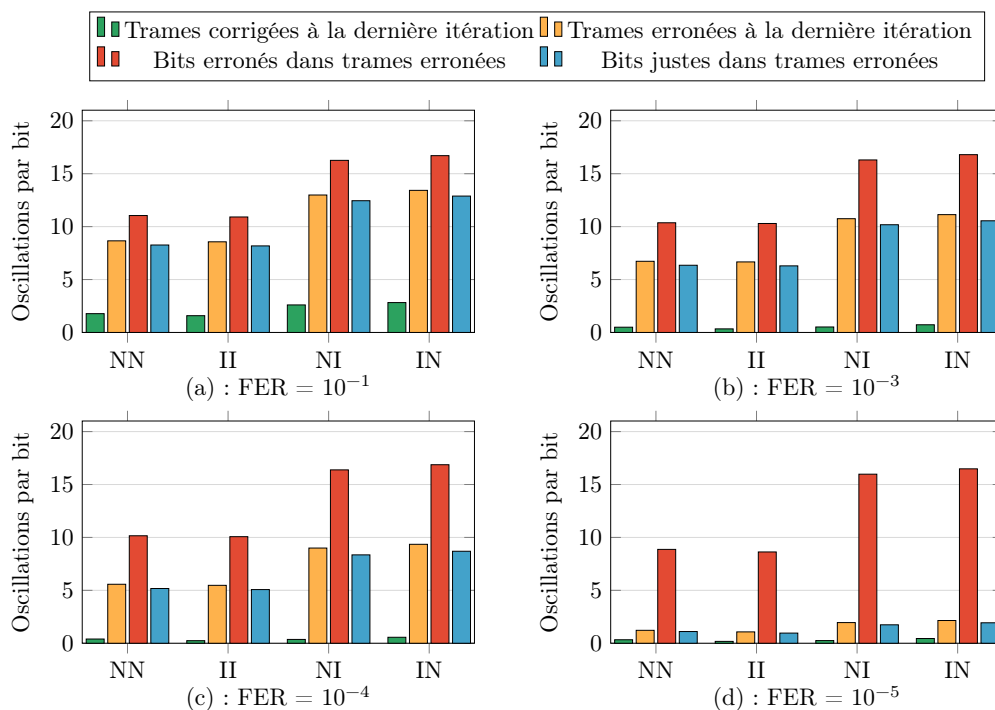 Trames corrigées à la dernière itération Trames erronées à la dernière itération
Bits erronés dans trames erronées Bits justes dans trames erronées
Oscillations par bit
20
15
10
5
0
NN II NI IN
(a) : FER = 10⁻¹
Oscillations par bit
20
15
10
5
0
NN II NI IN
(b) : FER = 10⁻³
Oscillations par bit
20
15
10
5
0
NN II NI IN
(c) : FER = 10⁻⁴
Oscillations par bit
20
15
10
5
0
NN II NI IN
(d) : FER = 10⁻⁵